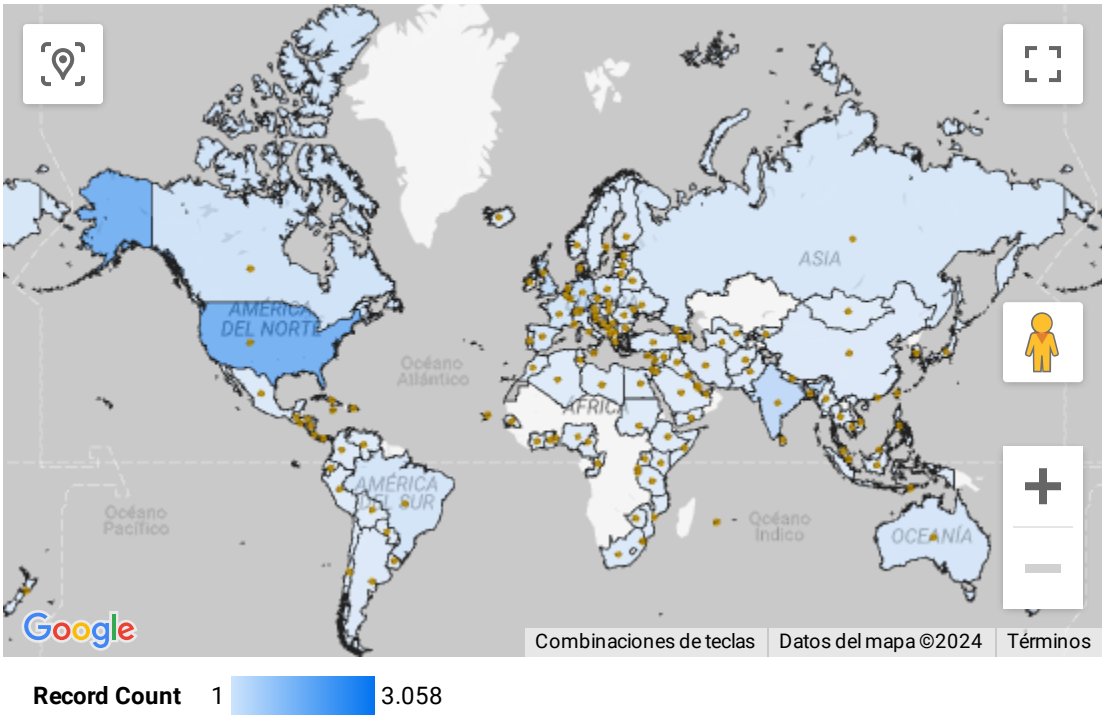 ASIA
AMÉRICA
DEL NORTE
Océano
Atlántico
ÁFRICA
AMÉRICA
DEL SUR
Océano
Pacífico
Océano
Índico
OCEANÍA
Google
Combinaciones de teclas
Datos del mapa ©2024
Términos
Record Count 1 3.058